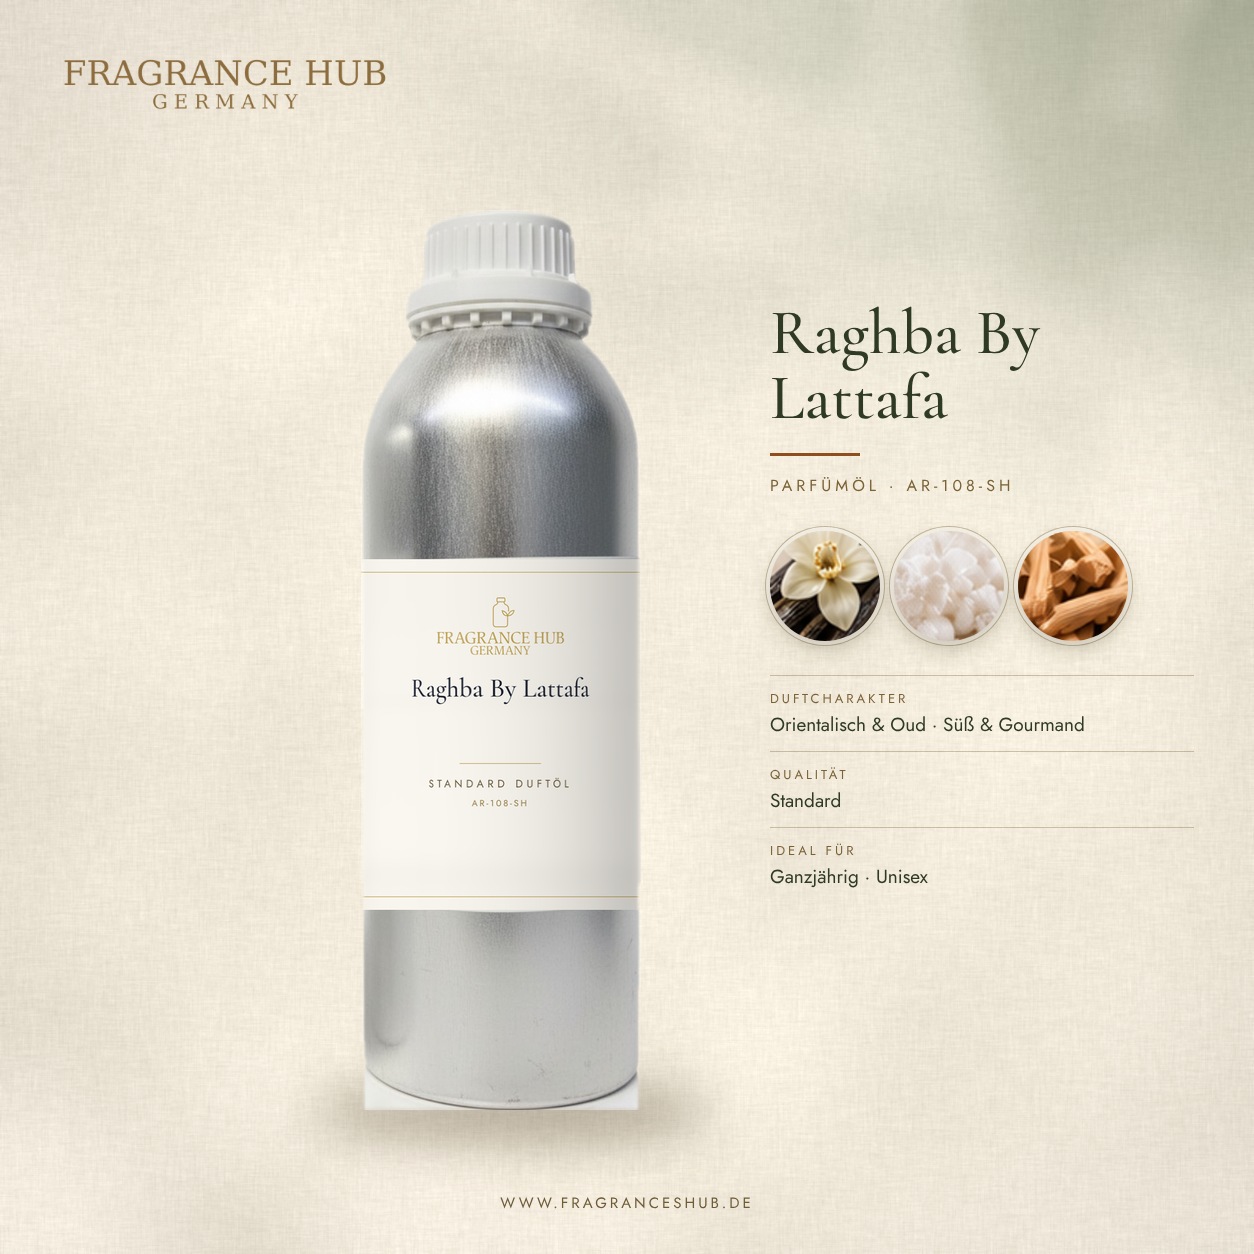 FRAGRANCE HUB
GERMANY
Raghba By
Lattafa
PARFÜMÖL · AR-108-SH
DUFTCHARAKTER
Orientalisch & Oud · Süß & Gourmand
QUALITÄT
Standard
IDEAL FÜR
Ganzjährig · Unisex
FRAGRANCE HUB
GERMANY
Raghba By Lattafa
STANDARD DUFTÖL
AR-108-SH
WWW.FRAGRANCESHUB.DE